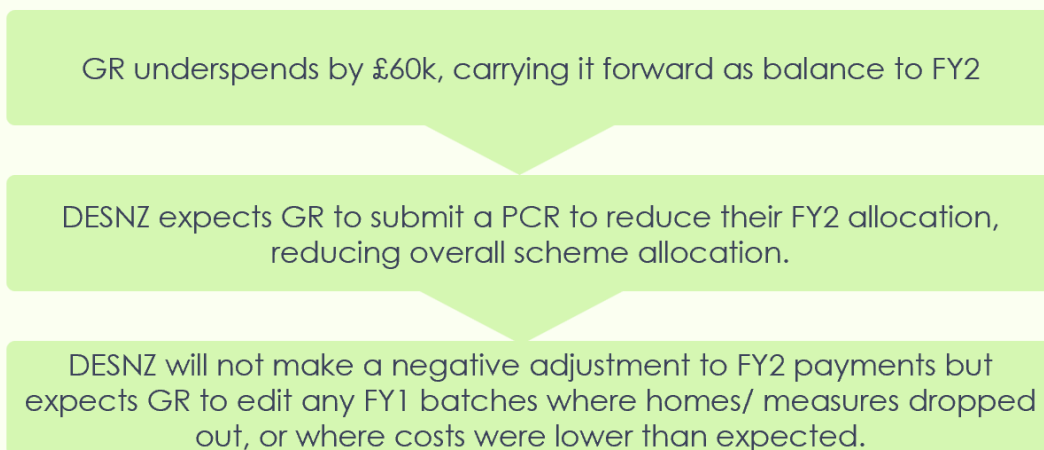 GR underspends by £60k, carrying it forward as balance to FY2
DESNZ expects GR to submit a PCR to reduce their FY2 allocation,
reducing overall scheme allocation.
DESNZ will not make a negative adjustment to FY2 payments but
expects GR to edit any FY1 batches where homes/ measures dropped
out, or where costs were lower than expected.